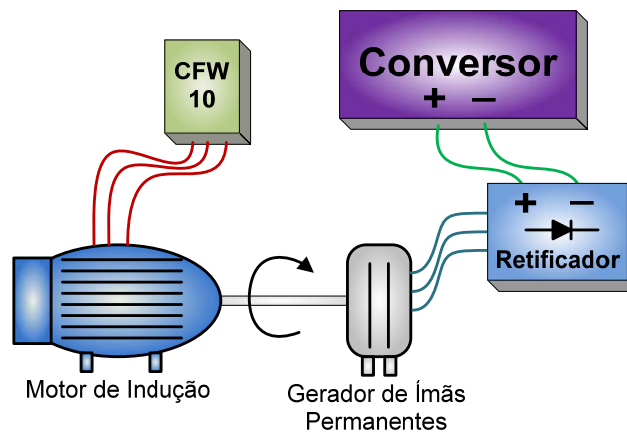 CFW
10
Conversor
+ −
+ −
Retificador
Motor de Indução
Gerador de Ímãs
Permanentes